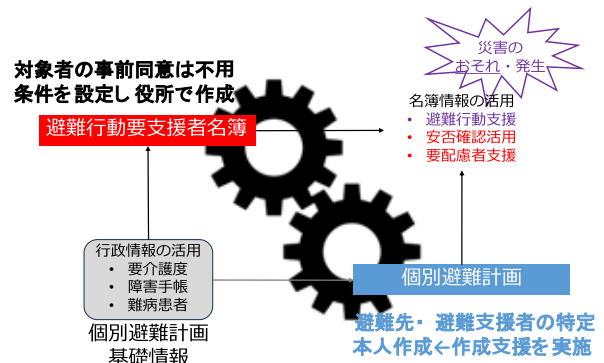 対象者の事前同意は不用
条件を設定し役所で作成
避難行動要支援者名簿
災害の
おそれ・発生
名簿情報の活用
• 避難行動支援
• 安否確認活用
• 要配慮者支援
行政情報の活用
• 要介護度
• 障害手帳
• 難病患者
個別避難計画
基礎情報
個別避難計画
避難先・避難支援者の特定
本人作成←作成支援を実施